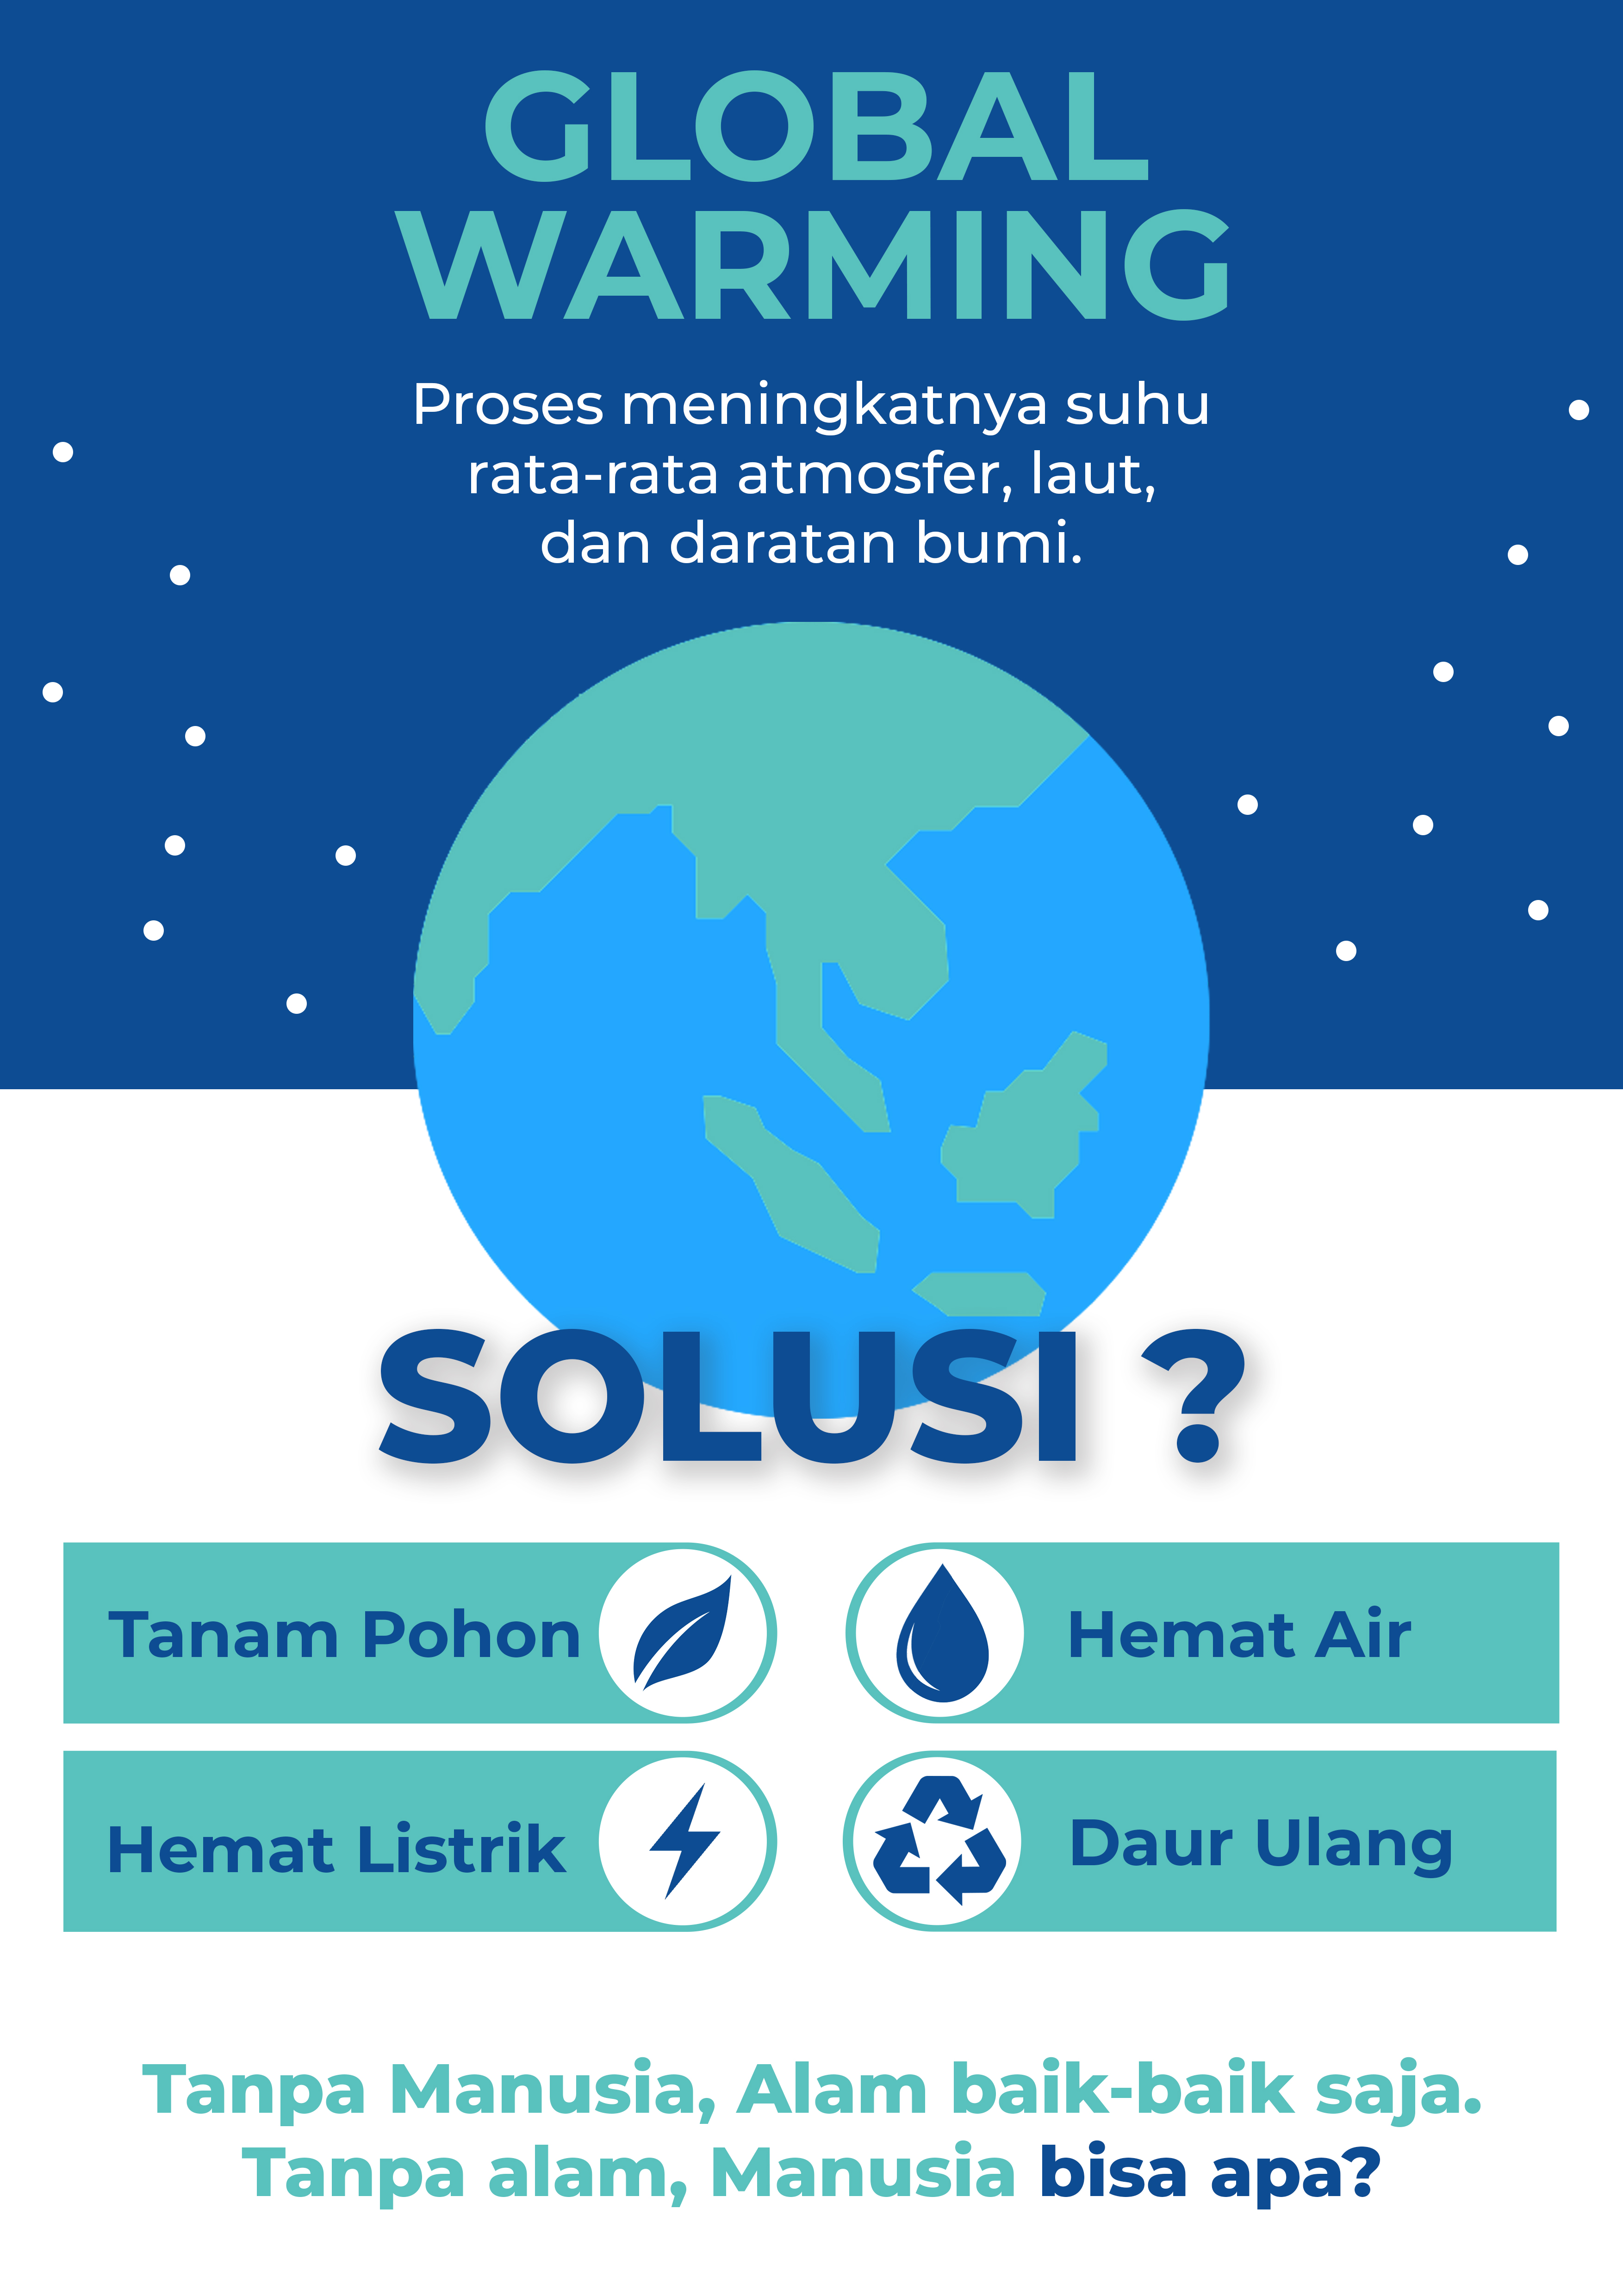 GLOBAL
WARMING
Proses meningkatnya suhu
rata-rata atmosfer, laut,
dan daratan bumi.
SOLUSI ?
Tanam Pohon
Hemat Air
Hemat Listrik
Daur Ulang
Tanpa Manusia, Alam baik-baik saja.
Tanpa alam, Manusia bisa apa?